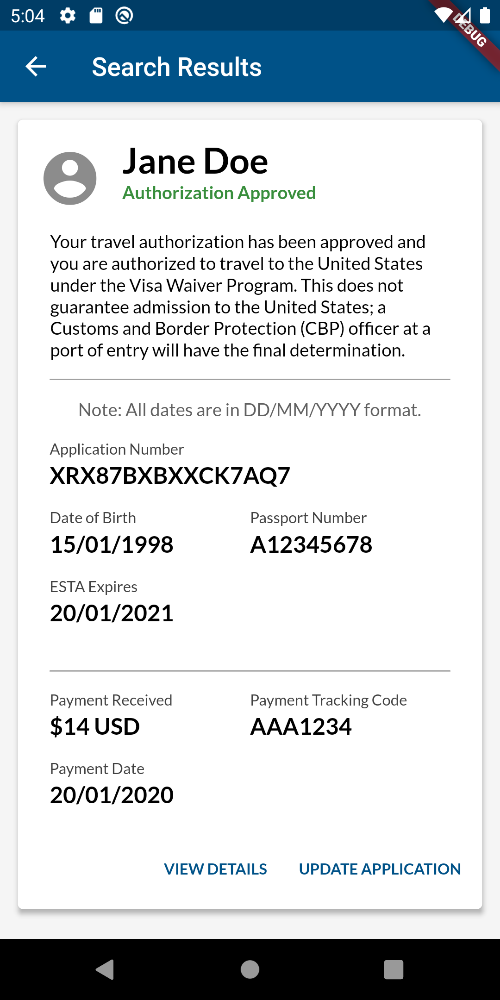 5:04
DEBUG
Search Results
Jane Doe
Authorization Approved
Your travel authorization has been approved and
you are authorized to travel to the United States
under the Visa Waiver Program. This does not
guarantee admission to the United States; a
Customs and Border Protection (CBP) officer at a
port of entry will have the final determination.
Note: All dates are in DD/MM/YYYY format.
Application Number
XRX87BXBXXCK7AQ7
Date of Birth
15/01/1998
Passport Number
A12345678
ESTA Expires
20/01/2021
Payment Received
$14 USD
Payment Tracking Code
AAA1234
Payment Date
20/01/2020
VIEW DETAILS
UPDATE APPLICATION